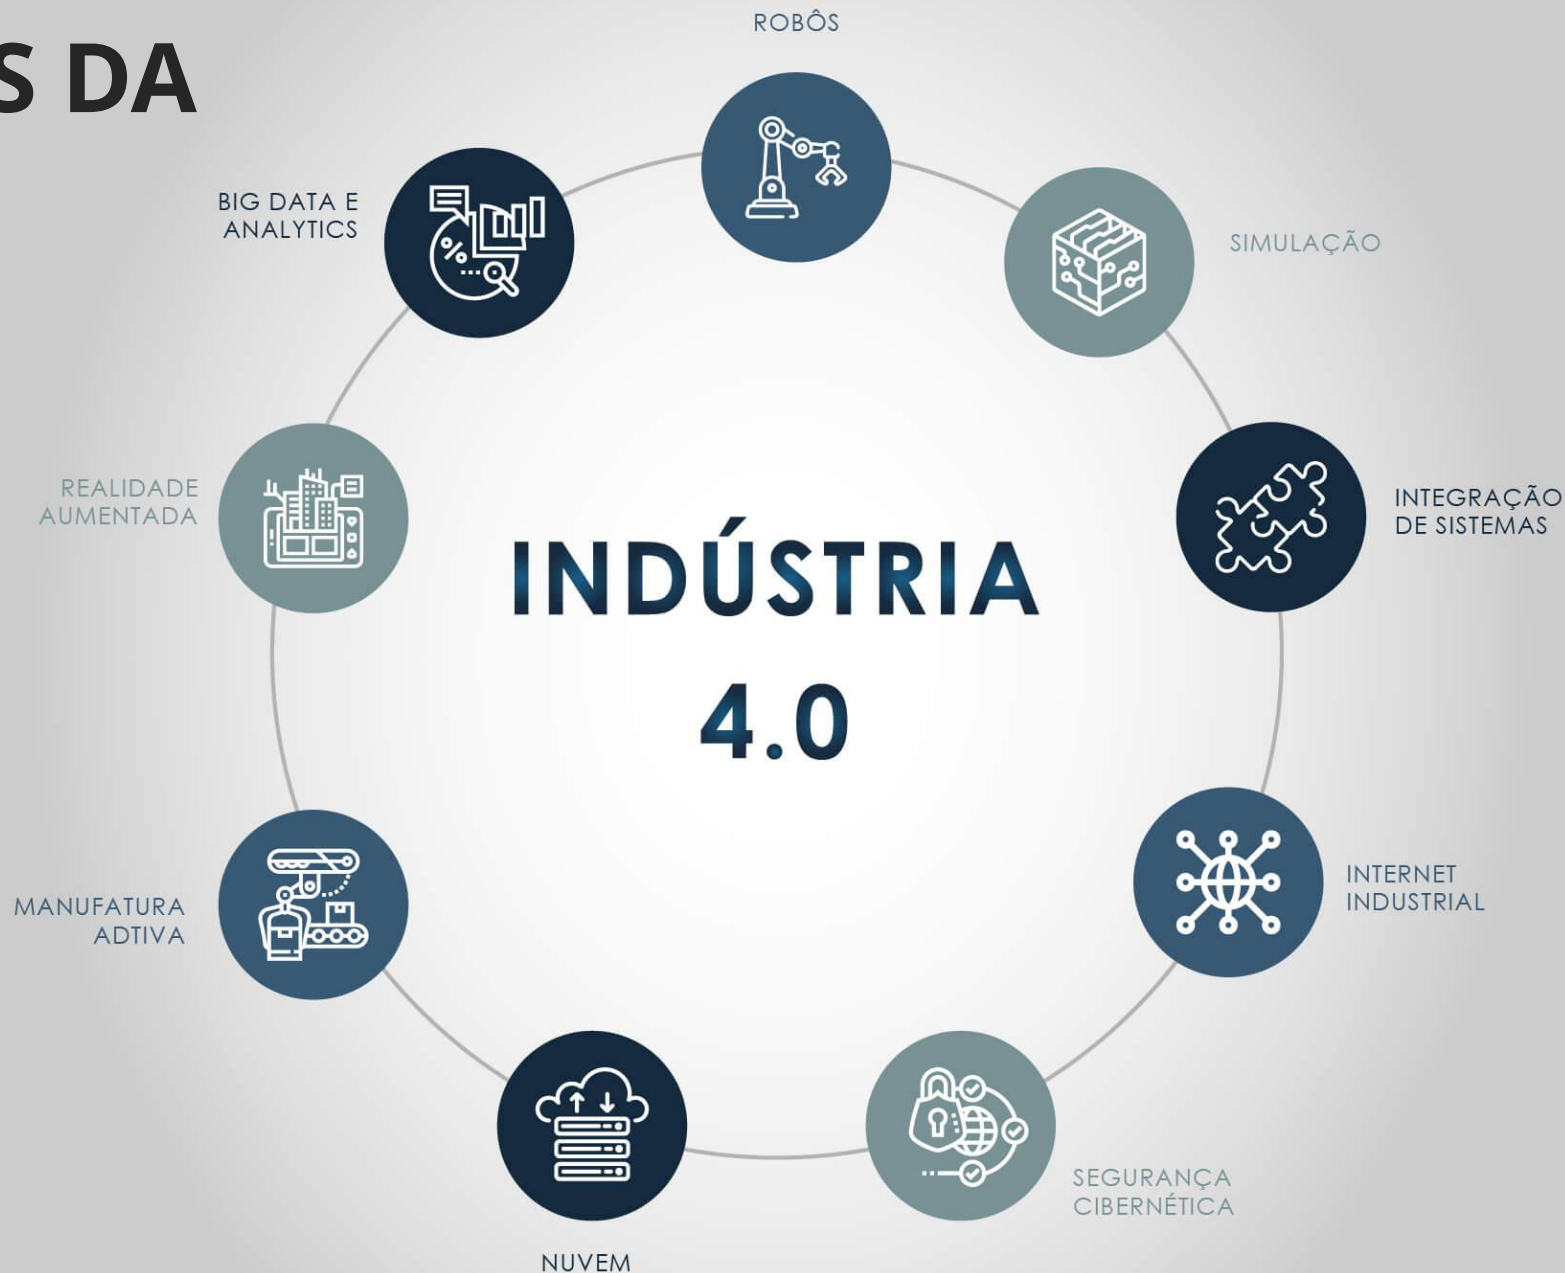 S DA
ROBÔS
BIG DATA E
ANALYTICS
SIMULAÇÃO
REALIDADE
AUMENTADA
INTEGRAÇÃO
DE SISTEMAS
INDÚSTRIA
4.0
MANUFATURA
ADTIVA
INTERNET
INDUSTRIAL
SEGURANÇA
CIBERNÉTICA
NUVEM